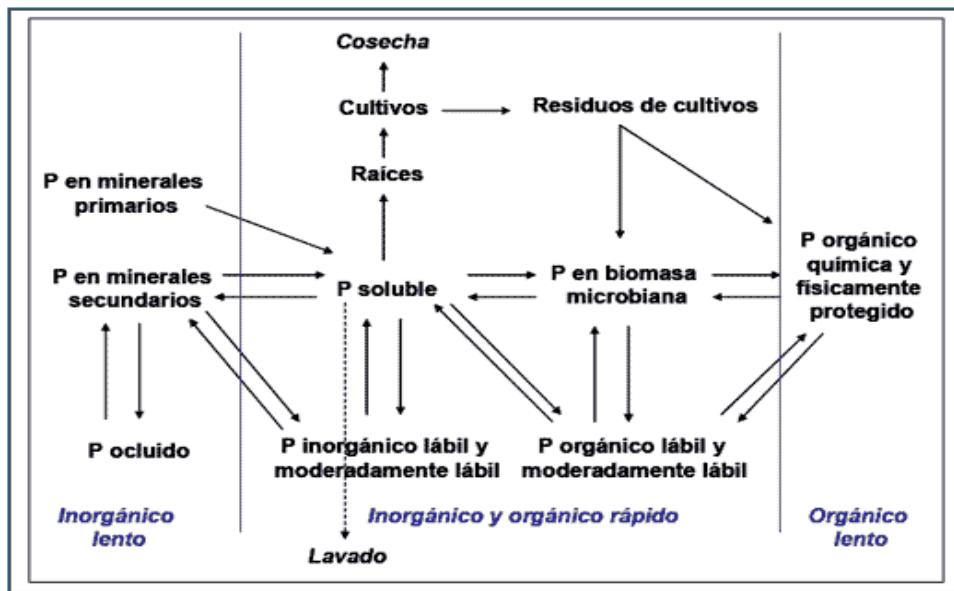 Cosecha
Cultivos
Residuos de cultivos
Raíces
P en minerales
primarios
P en minerales
secundarios
P soluble
P en biomasa
microbiana
P orgánico
química y
físicamente
protegido
P ocluido
P inorgánico lábil y
moderadamente lábil
P orgánico lábil y
moderadamente lábil
Inorgánico
lento
Inorgánico y orgánico rápido
Orgánico
lento
Lavado